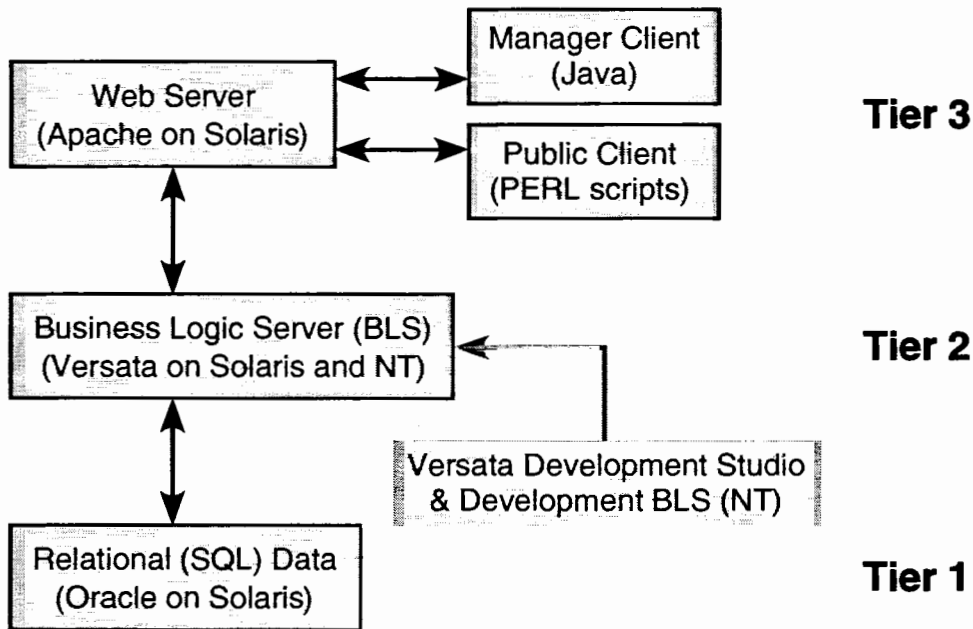 Manager Client
(Java)
Web Server
(Apache on Solaris)
Tier 3
Public Client
(PERL scripts)
Business Logic Server (BLS)
(Versata on Solaris and NT)
Tier 2
Versata Development Studio
& Development BLS (NT)
Relational (SQL) Data
(Oracle on Solaris)
Tier 1